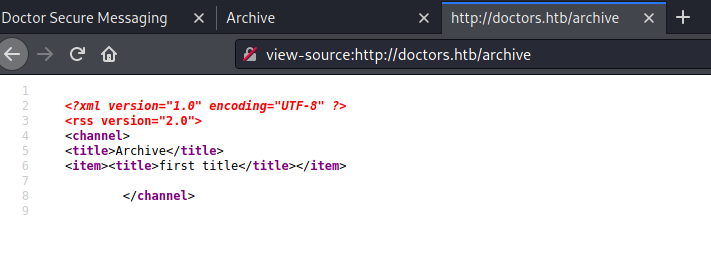 Doctor Secure Messaging Archive http://doctors.htb/archive
view-source:http://doctors.htb/archive
1
2 <?xml version="1.0" encoding="UTF-8" ?>
3 <rss version="2.0">
4 <channel>
5 <title>Archive</title>
6 <item><title>first title</title></item>
7
8 </channel>
9